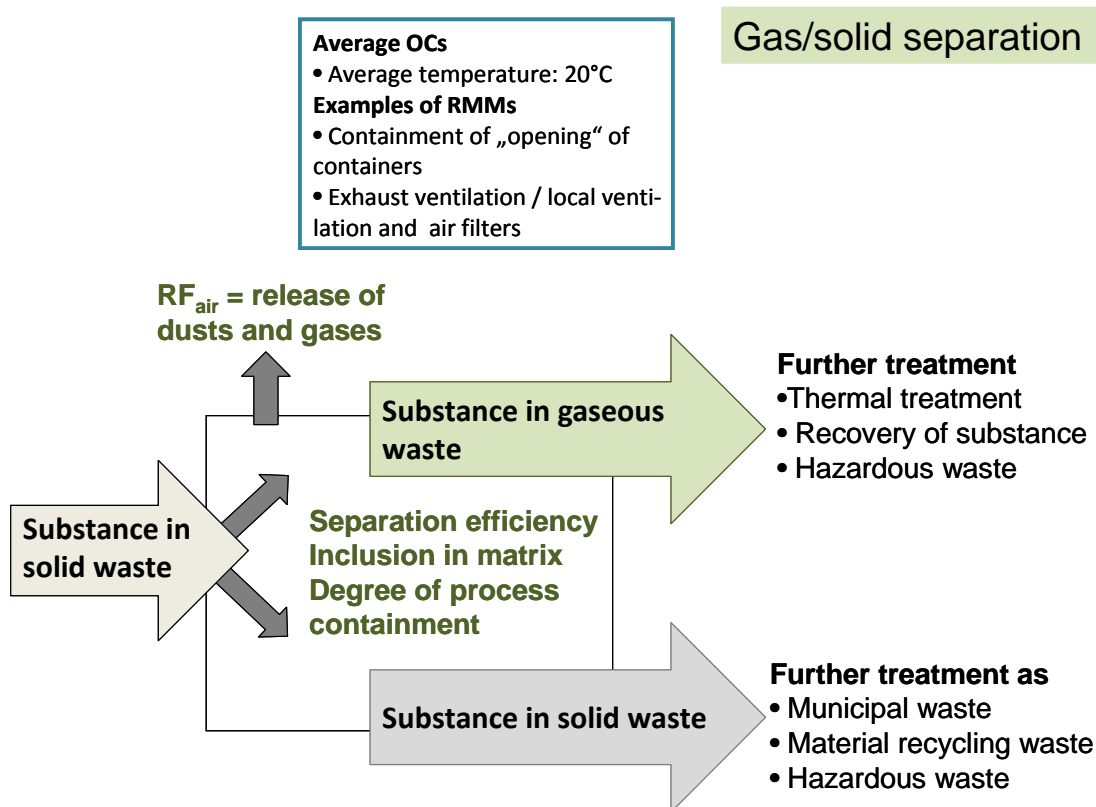 Gas/solid separation
Average OCs
• Average temperature: 20°C
Examples of RMMs
• Containment of „opening“ of
containers
• Exhaust ventilation / local venti-
lation and  air filters
RFair = release of
dusts and gases
Substance in gaseous
waste
Further treatment
•Thermal treatment
• Recovery of substance
• Hazardous waste
Substance in
solid waste
Separation efficiency
Inclusion in matrix
Degree of process
containment
Substance in solid waste
Further treatment as
• Municipal waste
• Material recycling waste
• Hazardous waste